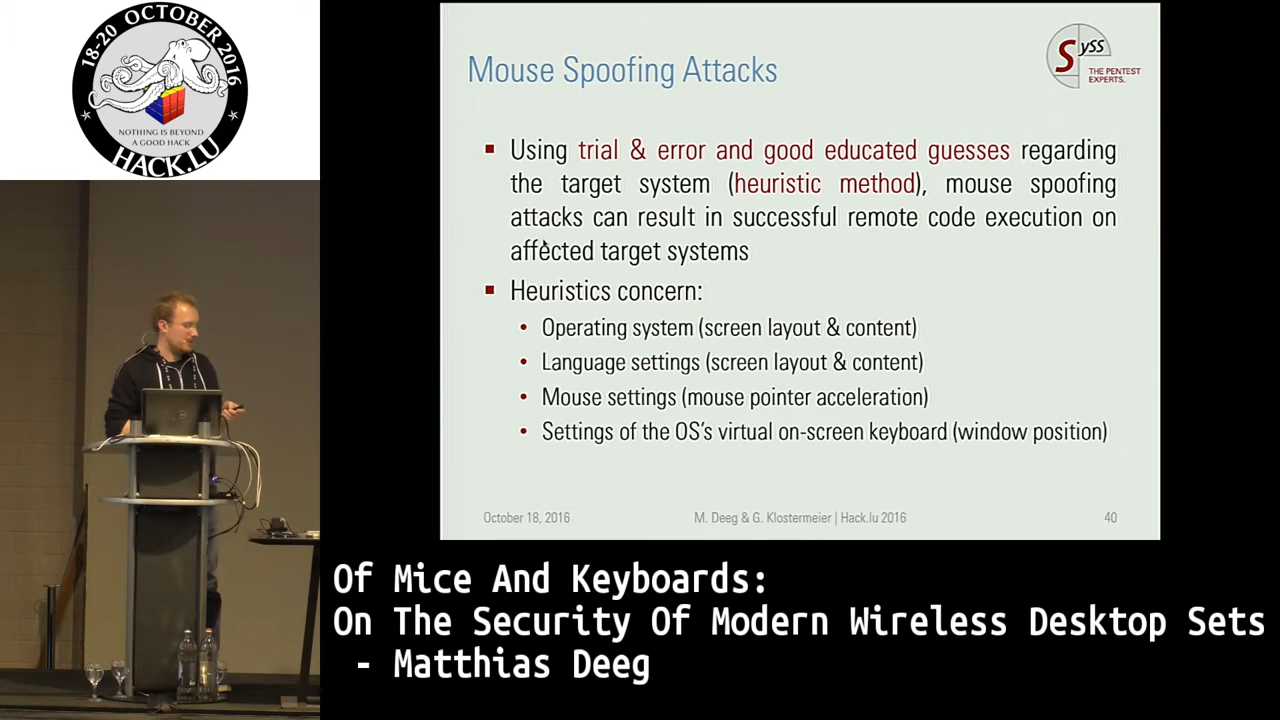 18-20 OCTOBER 2016
NOTHING IS BEYOND
A GOOD HACK
HACK.LU
Mouse Spoofing Attacks
SySS
THE PENTEST
EXPERTS.
Using trial & error and good educated guesses regarding
the target system (heuristic method), mouse spoofing
attacks can result in successful remote code execution on
affected target systems
Heuristics concern:
Operating system (screen layout & content)
Language settings (screen layout & content)
Mouse settings (mouse pointer acceleration)
Settings of the OS's virtual on-screen keyboard (window position)
October 18, 2016
M. Deeg & G. Klostermeier | Hack.lu 2016
40
Of Mice And Keyboards:
On The Security Of Modern Wireless Desktop Sets
- Matthias Deeg